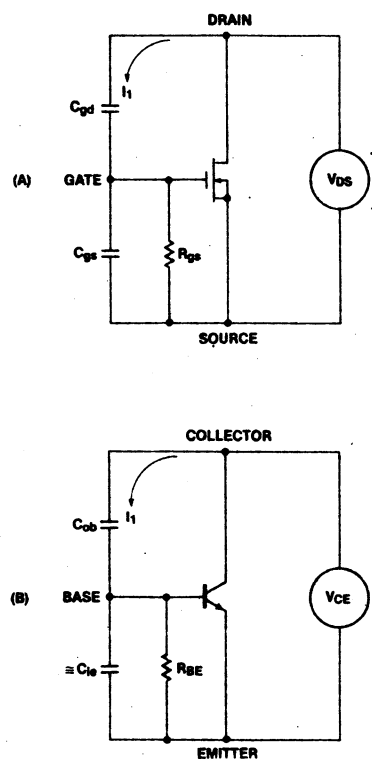 DRAIN
I1
Cgd
(A) GATE VDS
Cgs Rgs
SOURCE
COLLECTOR
I1
Cob
(B) BASE VCE
≅ Cie RBE
EMITTER